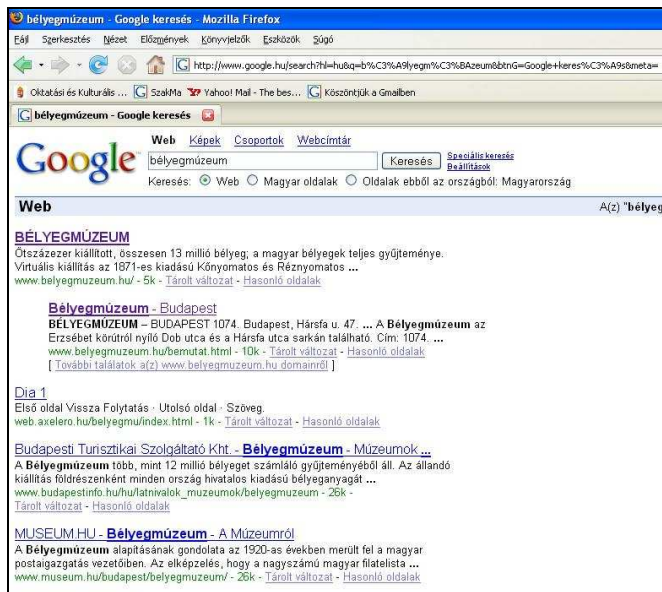 bélyegmúzeum - Google keresés - Mozilla Firefox
Fájl Szerkesztés Nézet Előzmények Könyvjelzők Eszközök Súgó
http://www.google.hu/search?hl=hu&q=b%C3%A9lyegm%C3%BAzeum&btnG=Google+keres%C3%A9s&meta=
Oktatási és Kulturális ... SzakMa Yahoo! Mail - The bes... Köszöntjük a Gmailben
bélyegmúzeum - Google keresés
Web Képek Csoportok Webcímtár
Google bélyegmúzeum Keresés Speciális keresés
Beállítások
Keresés: Web Magyar oldalak Oldalak ebből az országból: Magyarország
Web A(z) "bélyeg
BÉLYEGMÚZEUM
Ötszázezer kiállított, összesen 13 millió bélyeg; a magyar bélyegek teljes gyűjteménye.
Virtuális kiállítás az 1871-es kiadású Kőnyomatos és Réznyomatos ...
www.belyegmuzeum.hu/ - 5k - Tárolt változat - Hasonló oldalak
Bélyegmúzeum - Budapest
BÉLYEGMÚZEUM – BUDAPEST 1074. Budapest, Hársfa u. 47. ... A Bélyegmúzeum az
Erzsébet körútról nyíló Dob utca és a Hársfa utca sarkán található. Cím: 1074. ...
www.belyegmuzeum.hu/bemutat.html - 10k - Tárolt változat - Hasonló oldalak
[ További találatok a(z) www.belyegmuzeum.hu domainről ]
Dia 1
Első oldal Vissza Folytatás · Utolsó oldal · Szöveg.
web.axelero.hu/belyegmu/index.html - 1k - Tárolt változat - Hasonló oldalak
Budapesti Turisztikai Szolgáltató Kht. - Bélyegmúzeum - Múzeumok ...
A Bélyegmúzeum több, mint 12 millió bélyeget számláló gyűjteményéből áll. Az állandó
kiállítás földrészenként minden ország hivatalos kiadású bélyeganyagát ...
www.budapestinfo.hu/hu/latnivalok_muzeumok/belyegmuzeum - 26k -
Tárolt változat - Hasonló oldalak
MUSEUM.HU - Bélyegmúzeum - A Múzeumról
A Bélyegmúzeum alapításának gondolata az 1920-as években merült fel a magyar
postaigazgatás vezetőiben. Az elképzelés, hogy a nagyszámú magyar filatelista ...
www.museum.hu/budapest/belyegmuzeum/ - 26k - Tárolt változat - Hasonló oldalak